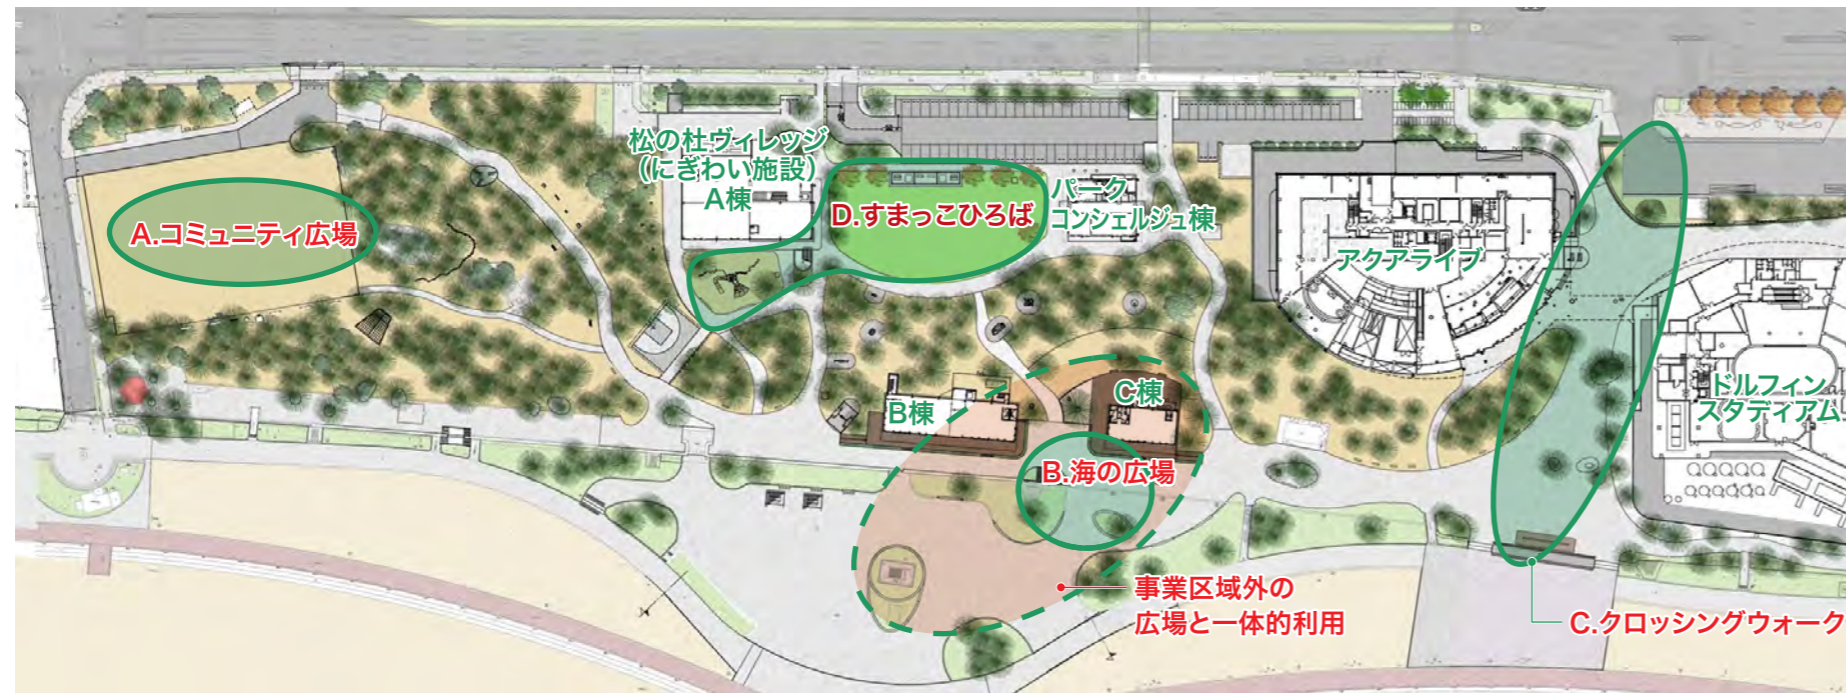 松の杜ヴィレッジ
（にぎわい施設）
A棟
A.コミュニティ広場
D.すまっこひろば
パーク
コンシェルジュ棟
アクアライブ
ドルフィン
スタディアム
B棟
C棟
B.海の広場
事業区域外の
広場と一体的利用
C.クロッシングウォーク